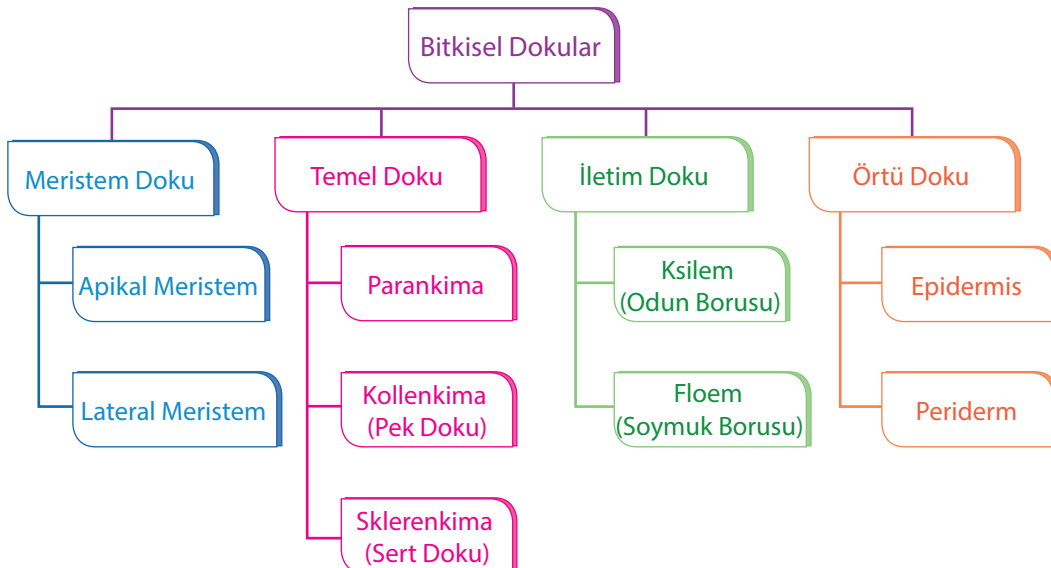 Bitkisel Dokular
Meristem Doku
Apikal Meristem
Lateral Meristem
Temel Doku
Parankima
Kollenkima
(Pek Doku)
Sklerenkima
(Sert Doku)
İletim Doku
Ksilem
(Odun Borusu)
Floem
(Soymuk Borusu)
Örtü Doku
Epidermis
Periderm